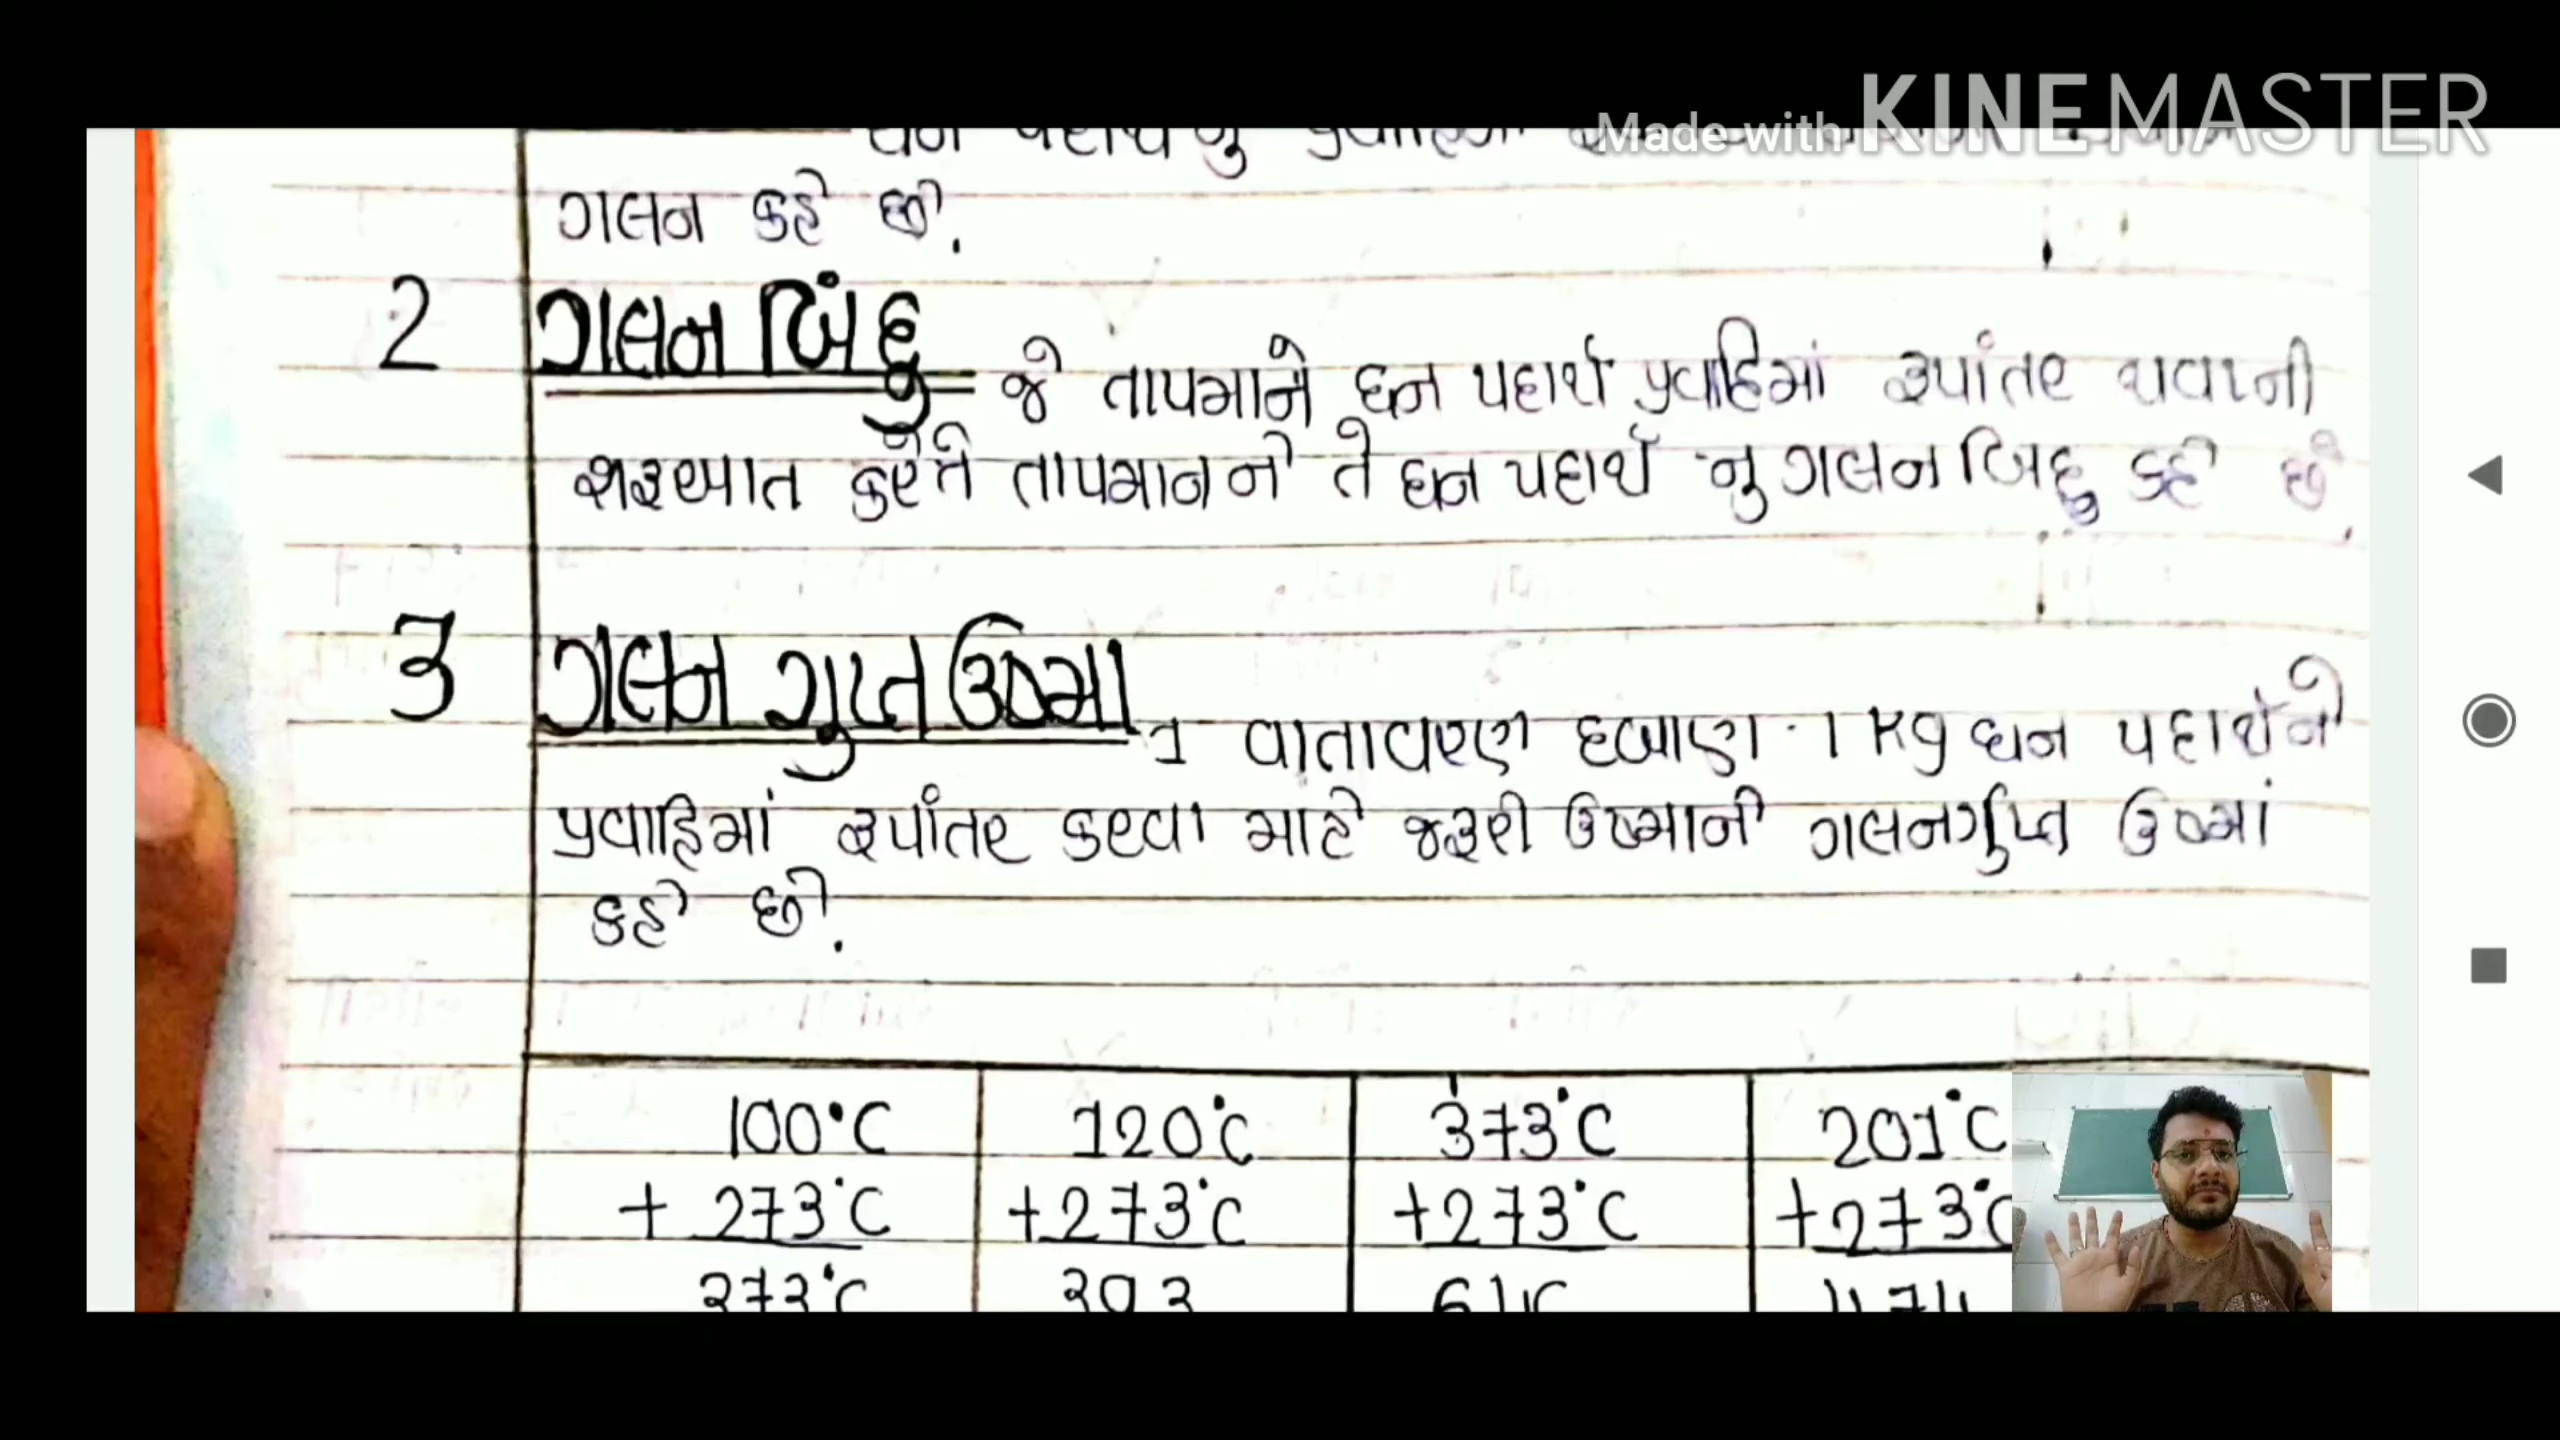 Made with KINEMASTER
ગલન કહે છે.
2 ગલન બિંદુ જે તાપમાને ઘન પદાર્થ પ્રવાહિમાં રૂપાંતર થવાની
શરૂઆત કરે તે તાપમાનને તે ઘન પદાર્થ નુ ગલનબિંદુ કહે છે.
3 ગલન ગુપ્ત ઉષ્મા 1 વાતાવરણ દબાણ 1 Kg ઘન પદાર્થને
પ્રવાહિમાં રૂપાંતર કરવા માટે જરૂરી ઉષ્માની ગલનગુપ્ત ઉષ્માં
કહે છે.
100°C 120°C 373°C 201°C
+ 273°C +273°C +273°C +273°C